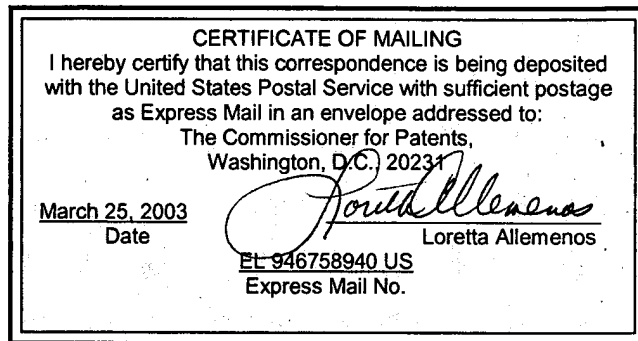 CERTIFICATE OF MAILING
I hereby certify that this correspondence is being deposited
with the United States Postal Service with sufficient postage
as Express Mail in an envelope addressed to:
The Commissioner for Patents,
Washington, D.C. 20231
Loretta Allemenos
March 25, 2003
Date
Loretta Allemenos
EL 946758940 US
Express Mail No.